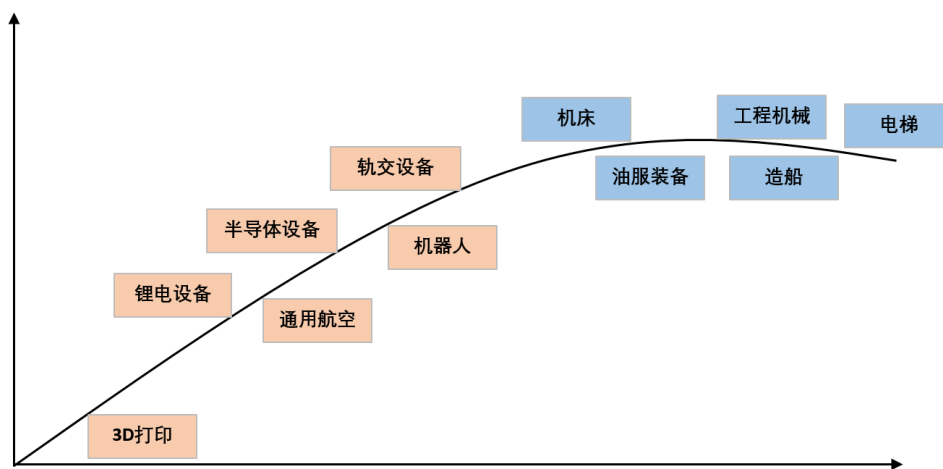 机床
工程机械
电梯
轨交设备
油服装备
造船
半导体设备
机器人
锂电设备
通用航空
3D打印